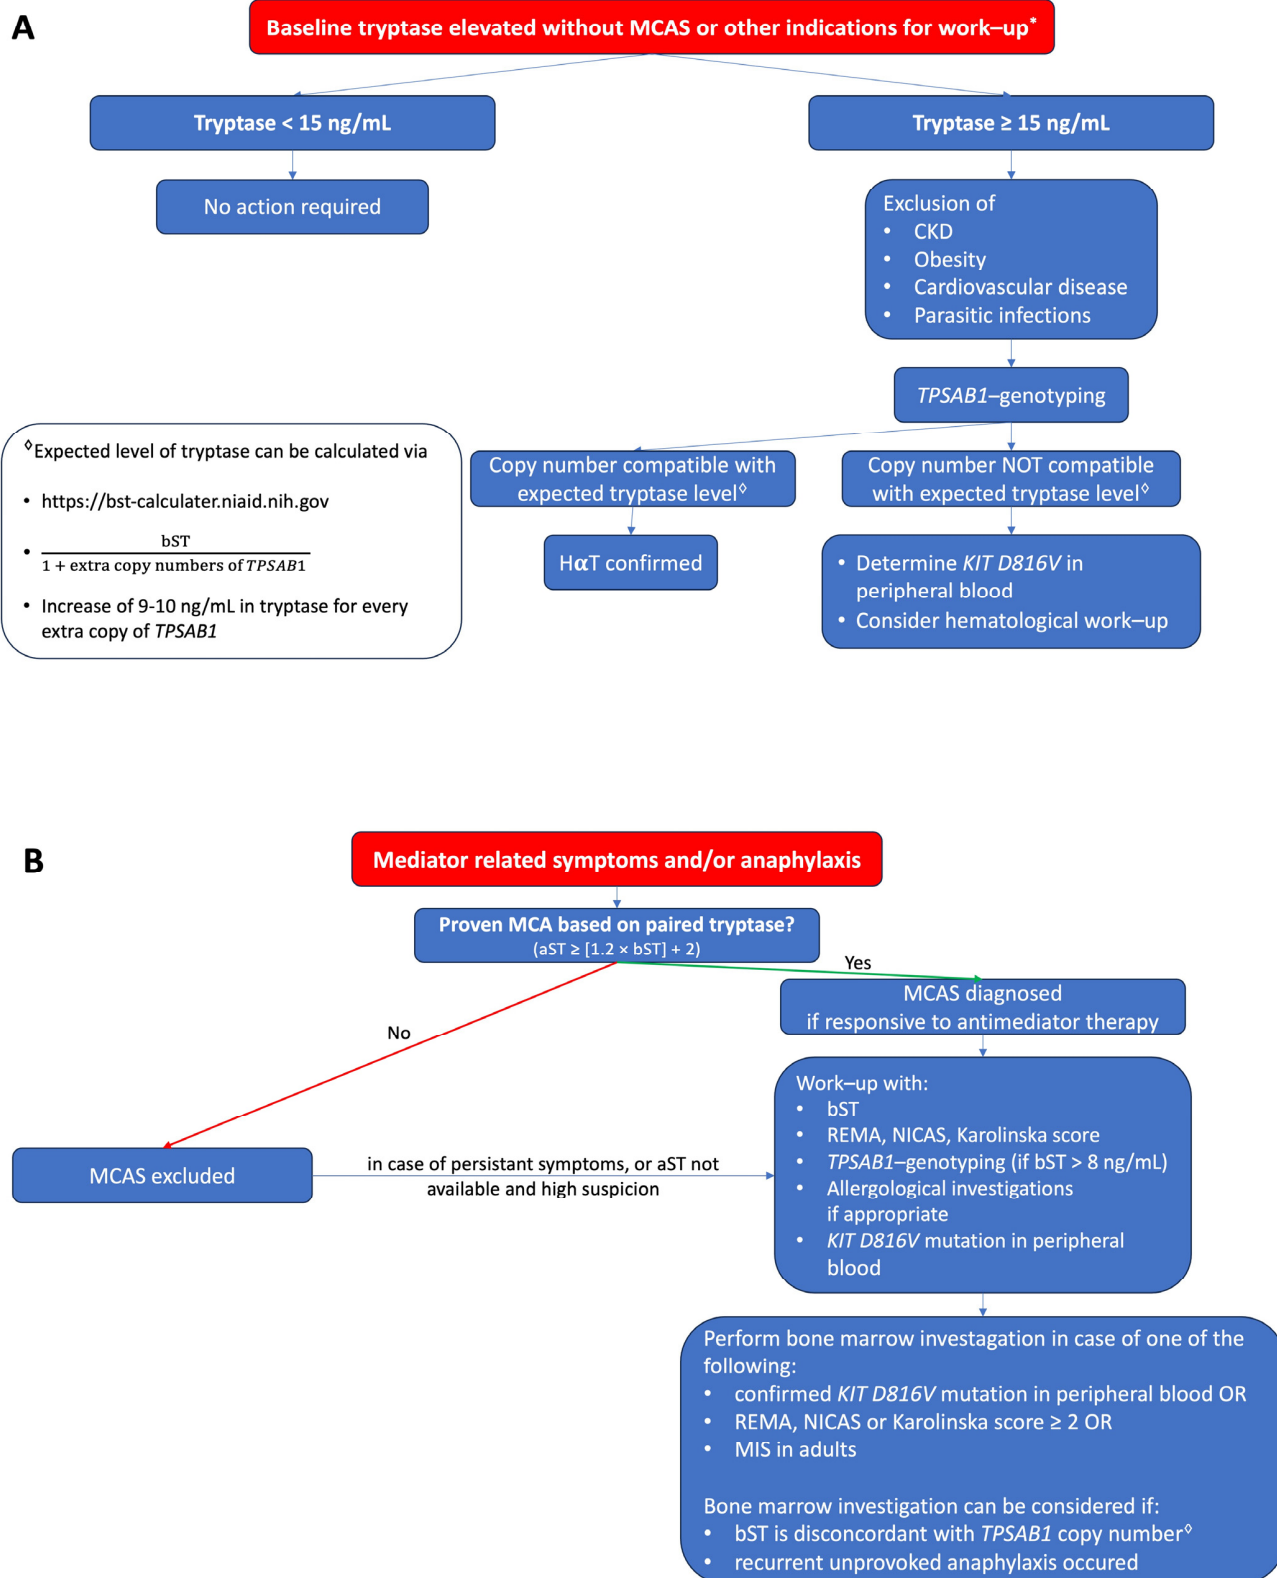 A
Baseline tryptase elevated without MCAS or other indications for work–up*
Tryptase < 15 ng/mL
Tryptase ≥ 15 ng/mL
No action required
Exclusion of
• CKD
• Obesity
• Cardiovascular disease
• Parasitic infections
TPSAB1–genotyping
Copy number compatible with
expected tryptase level◊
Copy number NOT compatible
with expected tryptase level◊
HαT confirmed
• Determine KIT D816V in
peripheral blood
• Consider hematological work–up
◊Expected level of tryptase can be calculated via
• https://bst-calculater.niaid.nih.gov
• bST
1 + extra copy numbers of TPSAB1
• Increase of 9-10 ng/mL in tryptase for every
extra copy of TPSAB1
B
Mediator related symptoms and/or anaphylaxis
Proven MCA based on paired tryptase?
(aST ≥ [1.2 × bST] + 2)
Yes
No
MCAS diagnosed
if responsive to antimediator therapy
MCAS excluded
in case of persistant symptoms, or aST not
available and high suspicion
Work–up with:
• bST
• REMA, NICAS, Karolinska score
• TPSAB1–genotyping (if bST > 8 ng/mL)
• Allergological investigations
if appropriate
• KIT D816V mutation in peripheral
blood
Perform bone marrow investagation in case of one of the
following:
• confirmed KIT D816V mutation in peripheral blood OR
• REMA, NICAS or Karolinska score ≥ 2 OR
• MIS in adults
Bone marrow investigation can be considered if:
• bST is disconcordant with TPSAB1 copy number◊
• recurrent unprovoked anaphylaxis occured